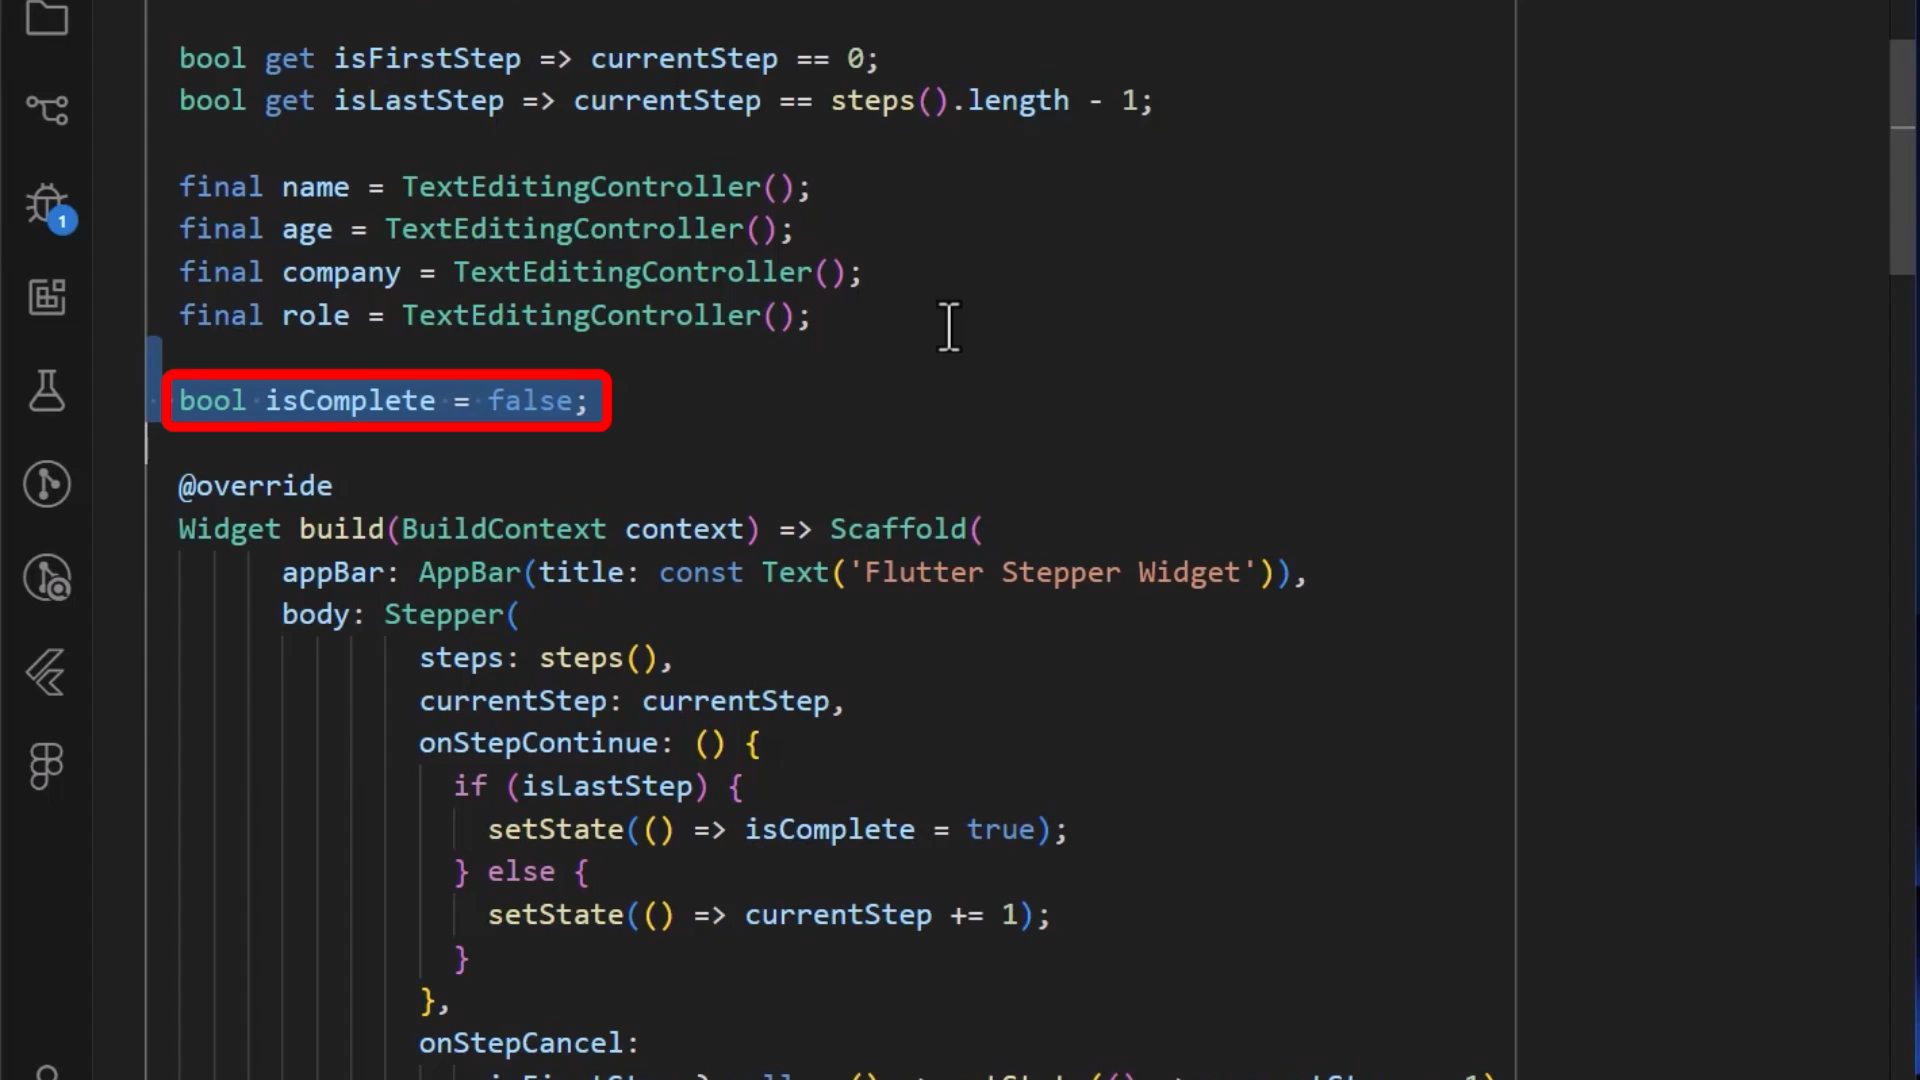 bool get isFirstStep => currentStep == 0;
bool get isLastStep => currentStep == steps().length - 1;
final name = TextEditingController();
final age = TextEditingController();
final company = TextEditingController();
final role = TextEditingController();
bool isComplete = false;
@override
Widget build(BuildContext context) => Scaffold(
appBar: AppBar(title: const Text('Flutter Stepper Widget')),
body: Stepper(
steps: steps(),
currentStep: currentStep,
onStepContinue: () {
if (isLastStep) {
setState(() => isComplete = true);
} else {
setState(() => currentStep += 1);
}
},
onStepCancel:
1